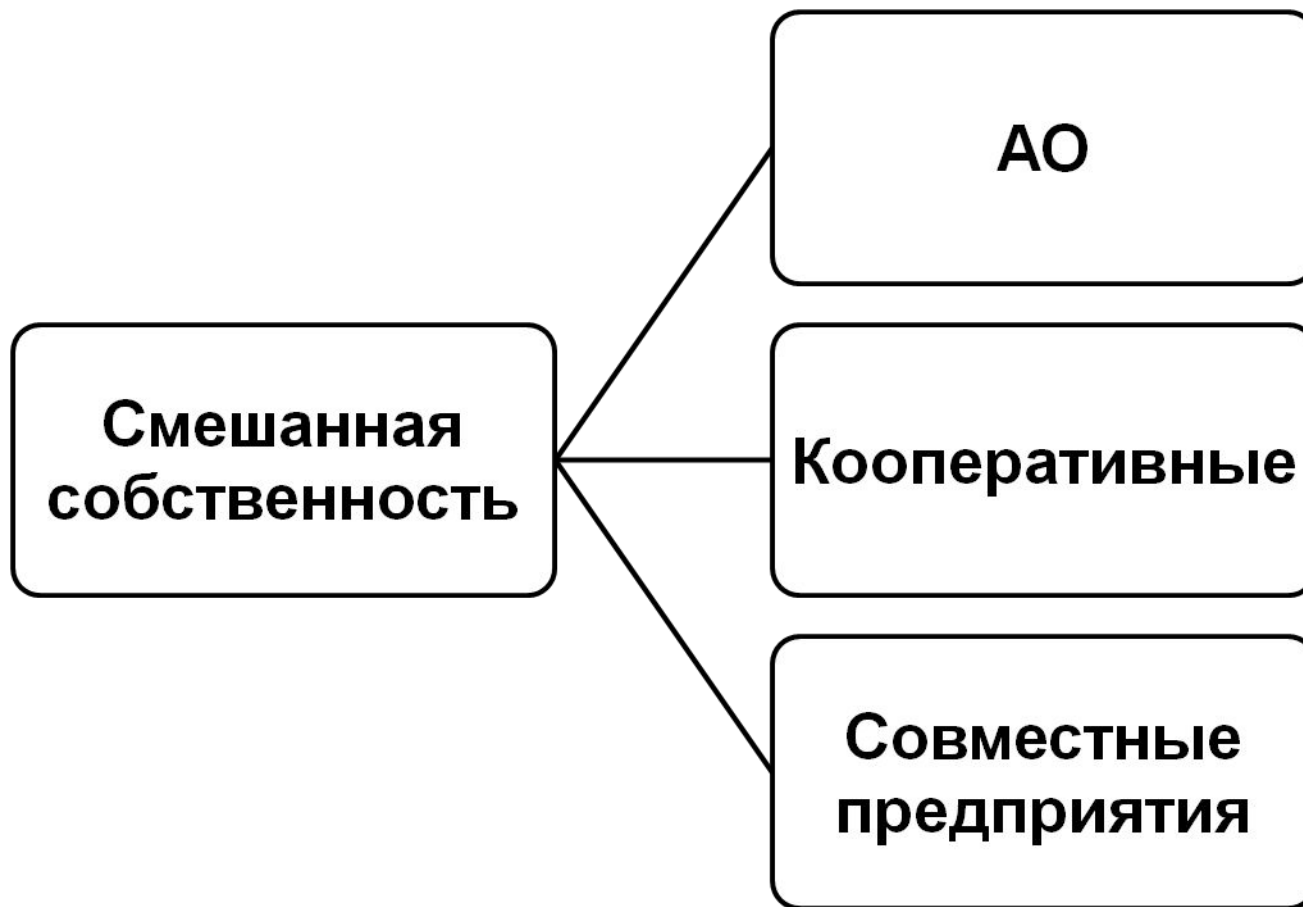 АО
Смешанная
собственность
Кооперативные
Совместные
предприятия